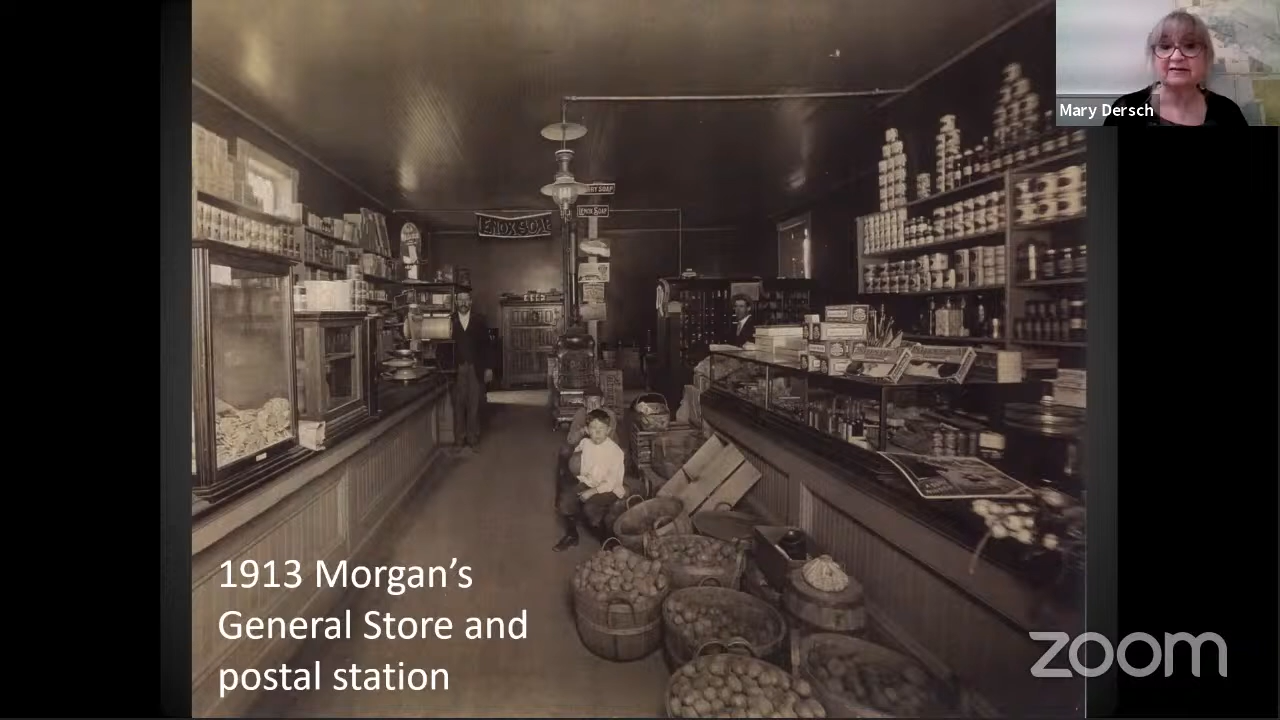 Mary Dersch
LENOX SOAP
LENOX SOAP
1913 Morgan's
General Store and
postal station
zoom